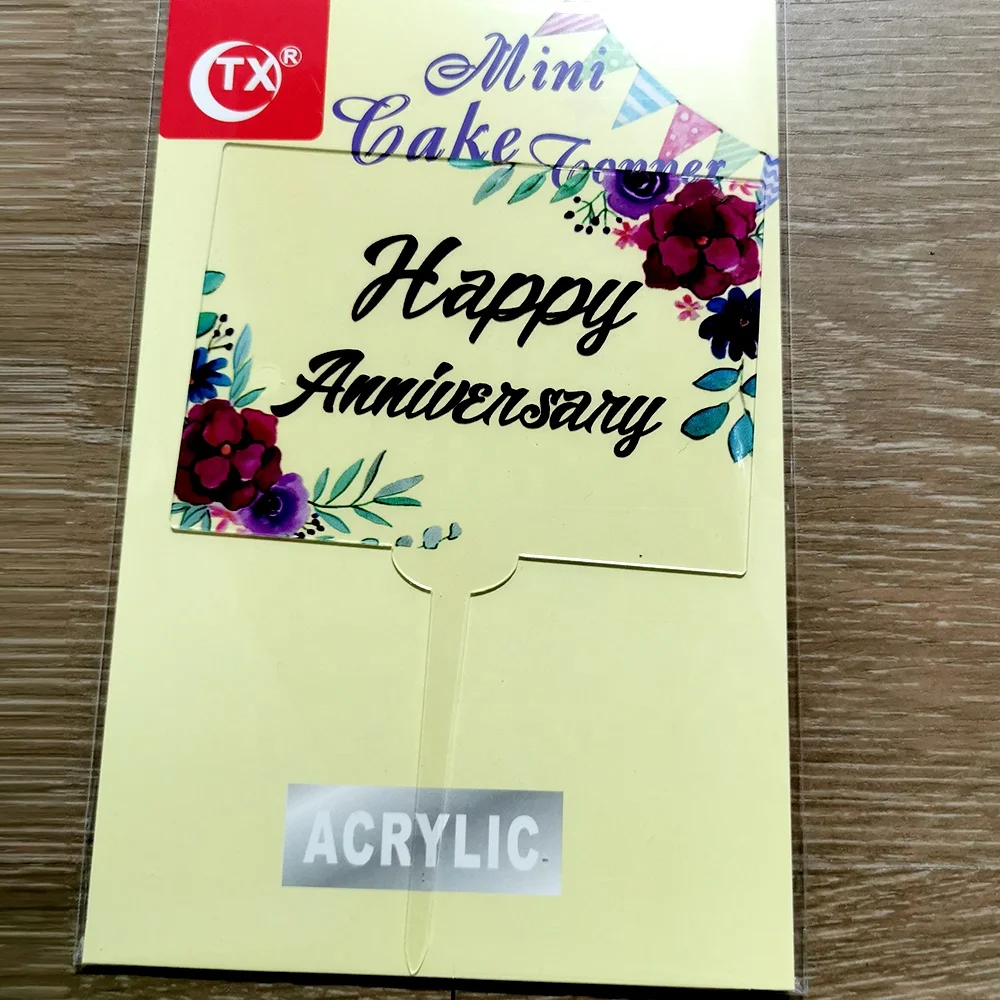 TX®
Mini
Cake Topper
Happy
Anniversary
ACRYLIC